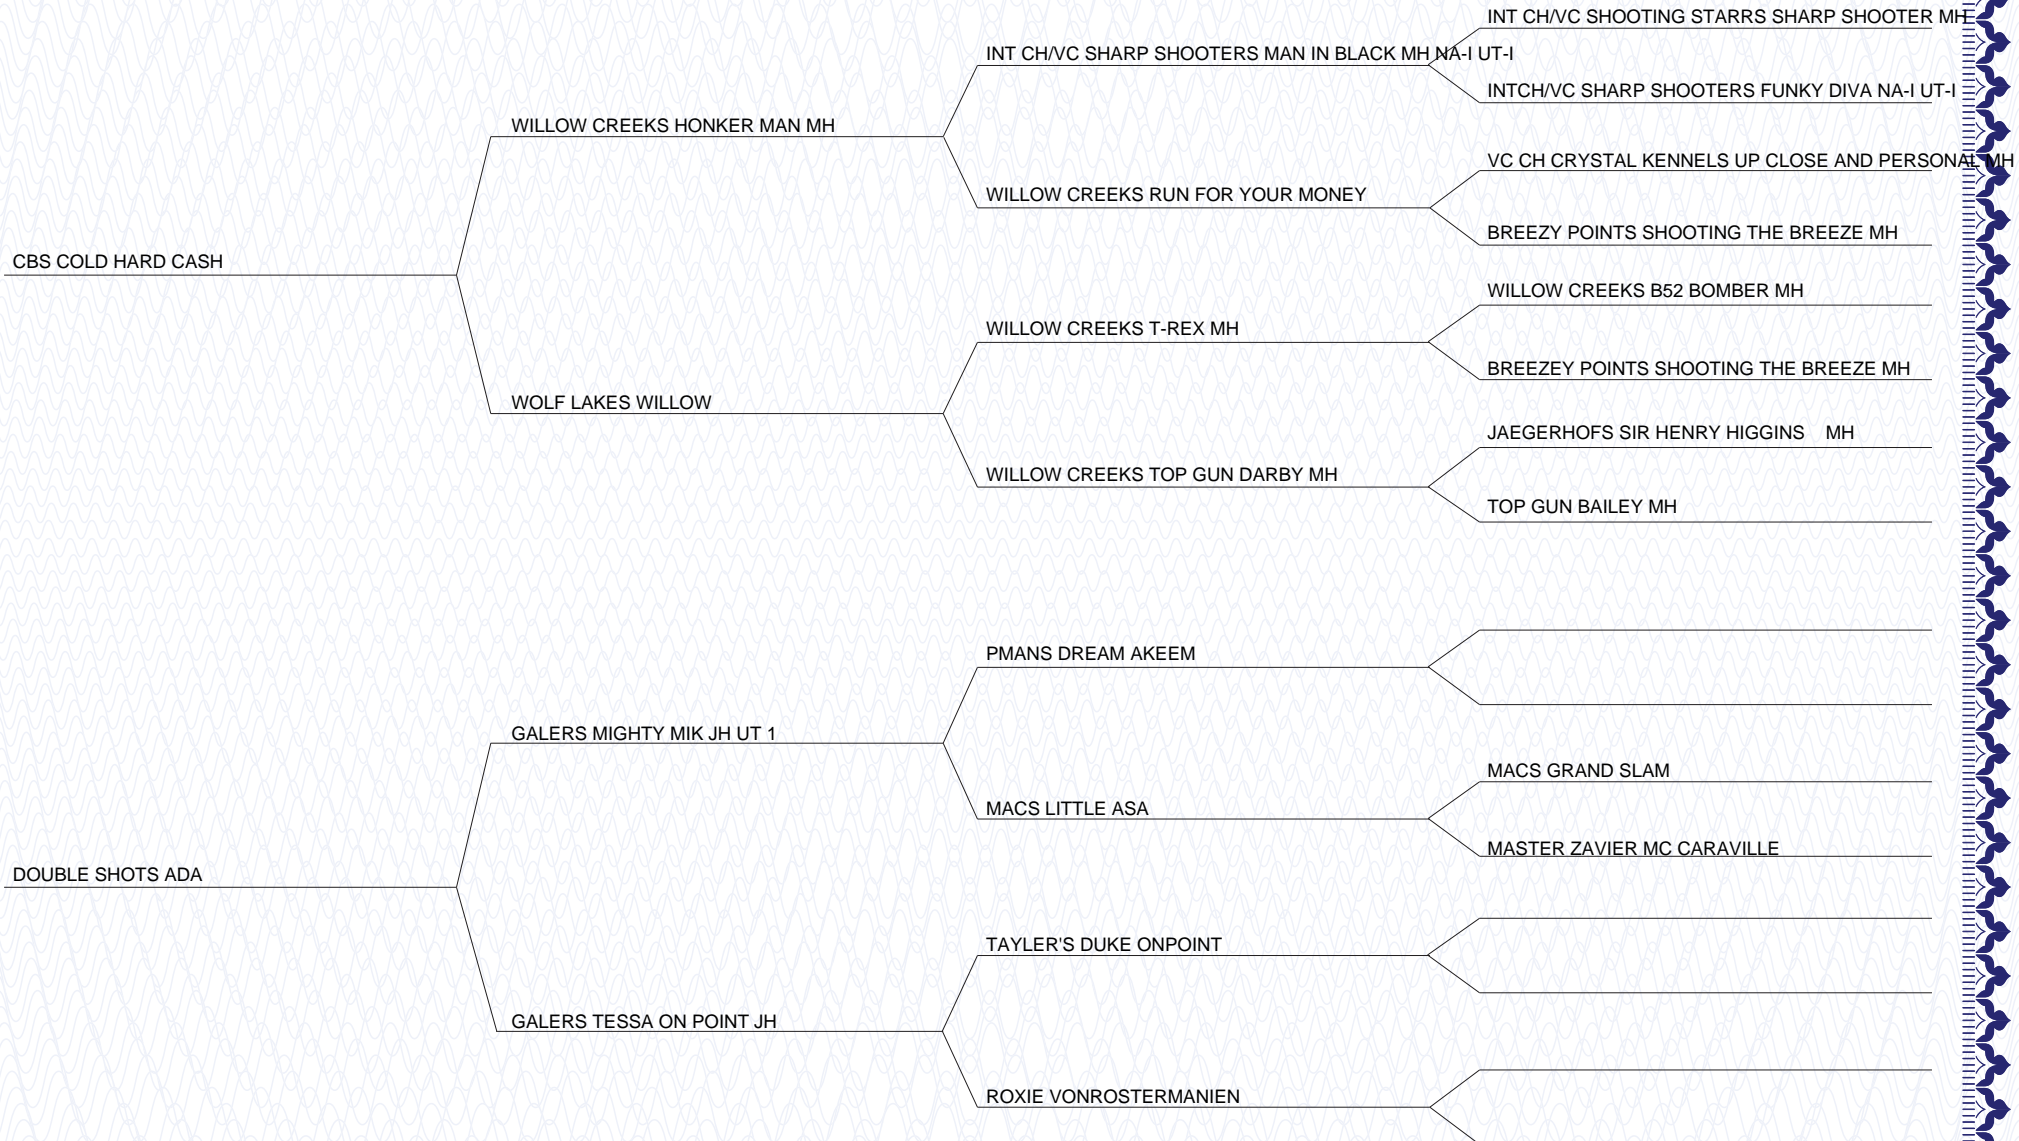 INT CH/VC SHOOTING STARRS SHARP SHOOTER MH
INT CH/VC SHARP SHOOTERS MAN IN BLACK MH NA-I UT-I
INTCH/VC SHARP SHOOTERS FUNKY DIVA NA-I UT-I
WILLOW CREEKS HONKER MAN MH
VC CH CRYSTAL KENNELS UP CLOSE AND PERSONAL MH
WILLOW CREEKS RUN FOR YOUR MONEY
BREEZY POINTS SHOOTING THE BREEZE MH
CBS COLD HARD CASH
WILLOW CREEKS B52 BOMBER MH
WILLOW CREEKS T-REX MH
BREEZEY POINTS SHOOTING THE BREEZE MH
WOLF LAKES WILLOW
JAEGERHOFS SIR HENRY HIGGINS    MH
WILLOW CREEKS TOP GUN DARBY MH
TOP GUN BAILEY MH
PMANS DREAM AKEEM
GALERS MIGHTY MIK JH UT 1
MACS GRAND SLAM
MACS LITTLE ASA
MASTER ZAVIER MC CARAVILLE
DOUBLE SHOTS ADA
TAYLER'S DUKE ONPOINT
GALERS TESSA ON POINT JH
ROXIE VONROSTERMANIEN